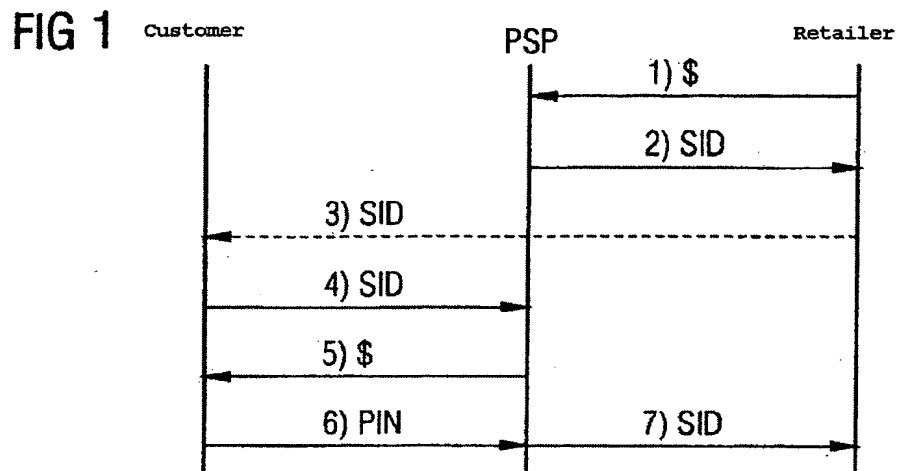 FIG 1
Customer
PSP
Retailer
1) $
2) SID
3) SID
4) SID
5) $
6) PIN
7) SID